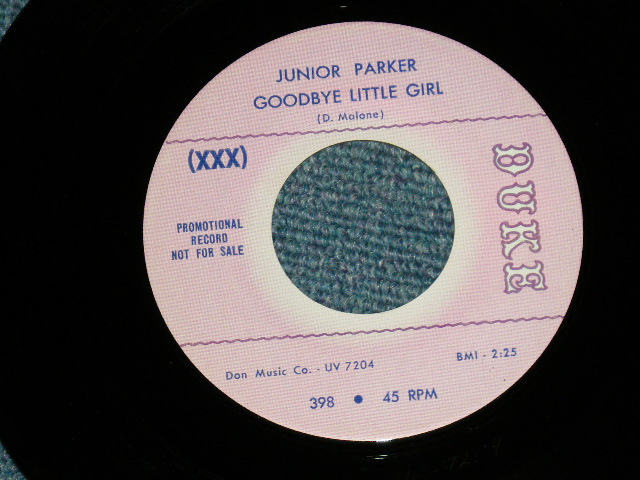 JUNIOR PARKER
GOODBYE LITTLE GIRL
(D. Malone)
(XXX)
PROMOTIONAL
RECORD
NOT FOR SALE
DUKE
Don Music Co. - UV 7204
BMI - 2:25
398 • 45 RPM